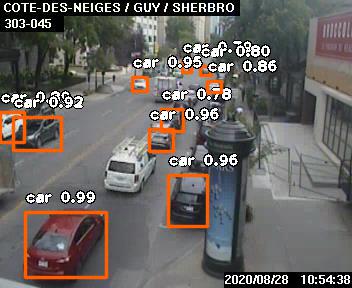 COTE-DES-NEIGES / GUY / SHERBRO
303-045
car 0.80
car 0.95
car 0.86
car 0.92
car 0.78
car 0.96
car 0.96
car 0.99
2020/08/28 10:54:38